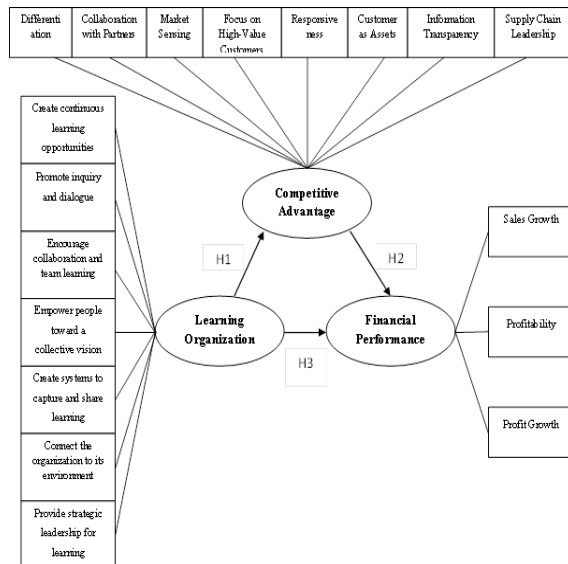 Differenti
ation
Collaboration
with Partners
Market
Sensing
Focus on
High-Value
Customers
Responsive
ness
Customer
as Assets
Information
Transparency
Supply Chain
Leadership
Create continuous
learning
opportunities
Promote inquiry
and dialogue
Encourage
collaboration and
team learning
Empower people
toward a
collective vision
Create systems to
capture and share
learning
Connect the
organization to its
environment
Provide strategic
leadership for
learning
Competitive
Advantage
H1
H2
Learning
Organization
Financial
Performance
H3
Sales Growth
Profitability
Profit Growth